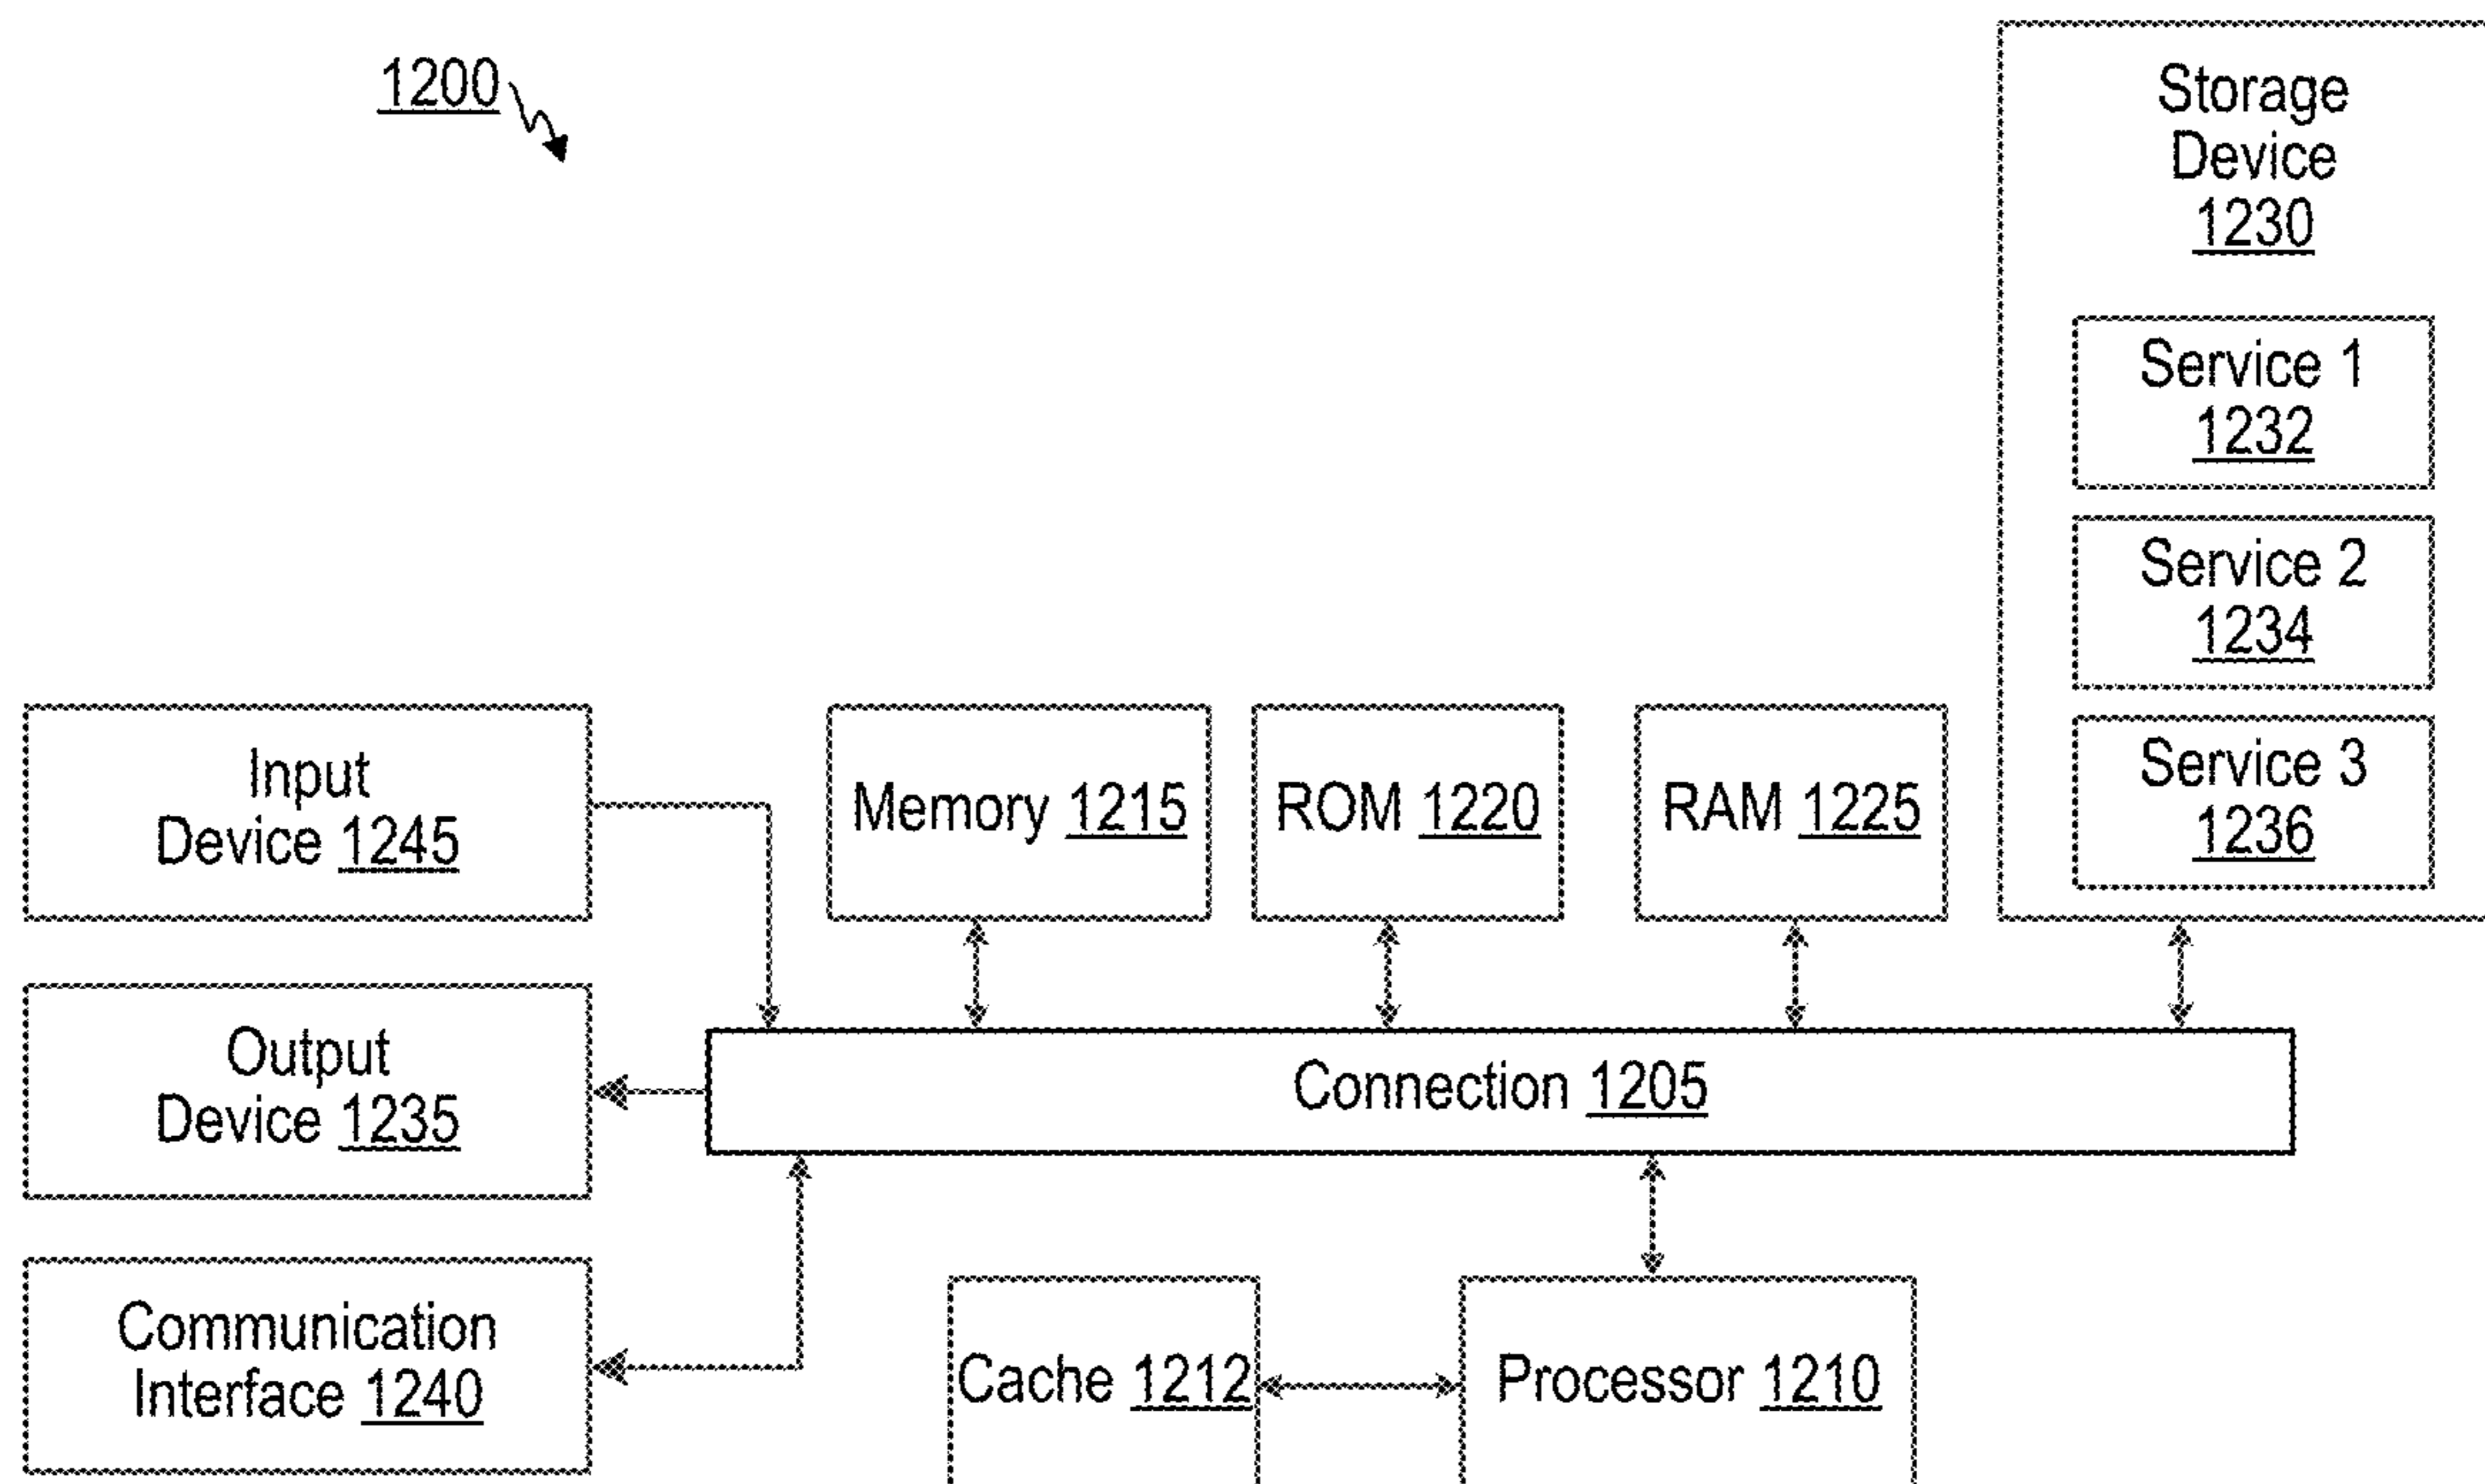 1200
Storage
Device
1230
Service 1
1232
Service 2
1234
Service 3
1236
Input
Device 1245
Memory 1215
ROM 1220
RAM 1225
Output
Device 1235
Connection 1205
Communication
Interface 1240
Cache 1212
Processor 1210